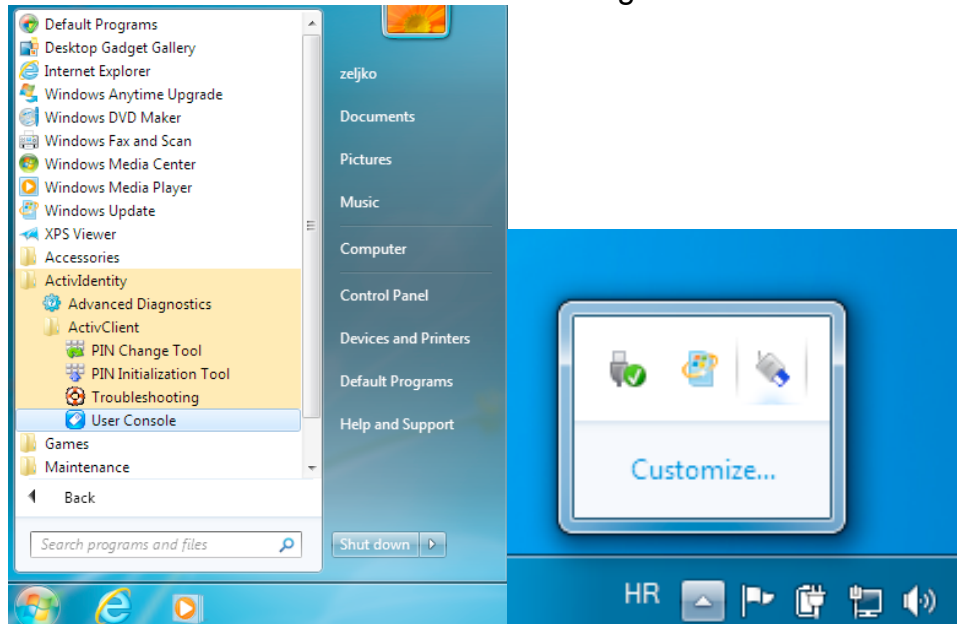 Default Programs
Desktop Gadget Gallery
Internet Explorer
Windows Anytime Upgrade
Windows DVD Maker
Windows Fax and Scan
Windows Media Center
Windows Media Player
Windows Update
XPS Viewer
Accessories
ActivIdentity
Advanced Diagnostics
ActivClient
PIN Change Tool
PIN Initialization Tool
Troubleshooting
User Console
Games
Maintenance
Back
Search programs and files
zeljko
Documents
Pictures
Music
Computer
Control Panel
Devices and Printers
Default Programs
Help and Support
Shut down
Customize...
HR